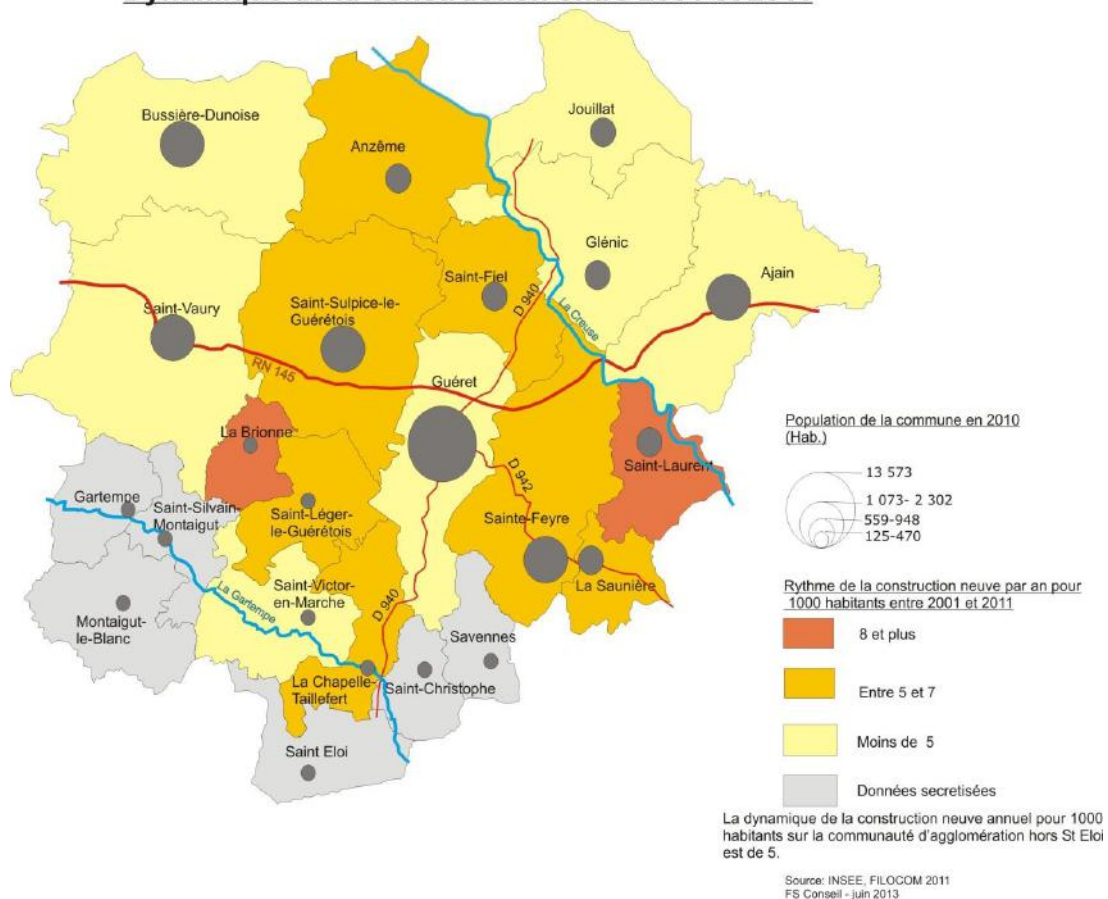 Bussière-Dunoise
Jouillat
Anzême
Glénic
Ajain
Saint-Fiel
D 940
La Creuse
Saint-Vaury
Saint-Sulpice-le-
Guérétois
RN 145
Guéret
La Brionne
Saint-Laurent
D 942
Gartempe
Saint-Silvain-
Montaigut
Saint-Léger-
le-Guérétois
Sainte-Feyre
La Saunière
La Gartempe
Saint-Victor-
en-Marche
D 940
Montaigut-
le-Blanc
Savennes
La Chapelle-
Taillefert
Saint-Christophe
Saint Eloi
Population de la commune en 2010
(Hab.)
13 573
1 073- 2 302
559-948
125-470
Rythme de la construction neuve par an pour
1000 habitants entre 2001 et 2011
8 et plus
Entre 5 et 7
Moins de 5
Données secretisées
La dynamique de la construction neuve annuel pour 1000
habitants sur la communauté d'agglomération hors St Eloi
est de 5.
Source: INSEE, FILOCOM 2011
FS Conseil - juin 2013